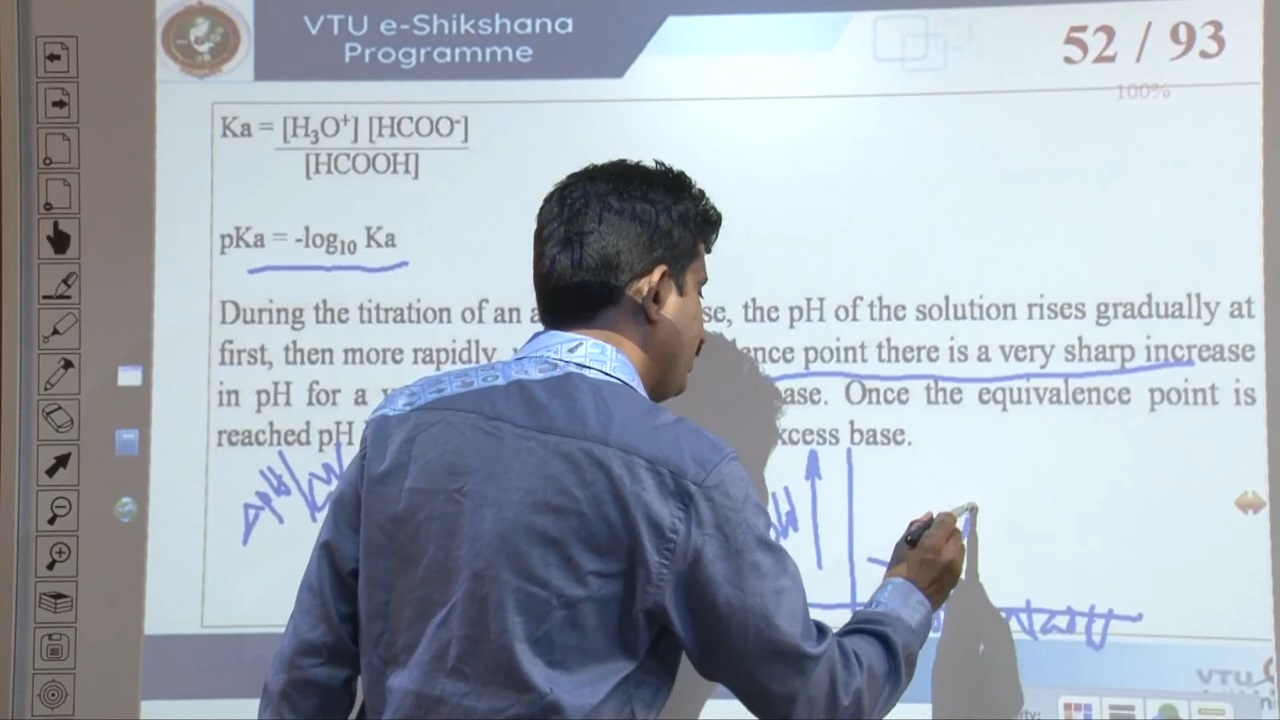 VTU e-Shikshana
Programme
52 / 93
100%
Ka = [H₃O⁺] [HCOO⁻]
[HCOOH]
pKa = -log₁₀ Ka
During the titration of an a se, the pH of the solution rises gradually at
first, then more rapidly, ence point there is a very sharp increase
in pH for a ase. Once the equivalence point is
reached pH xcess base.
VTU